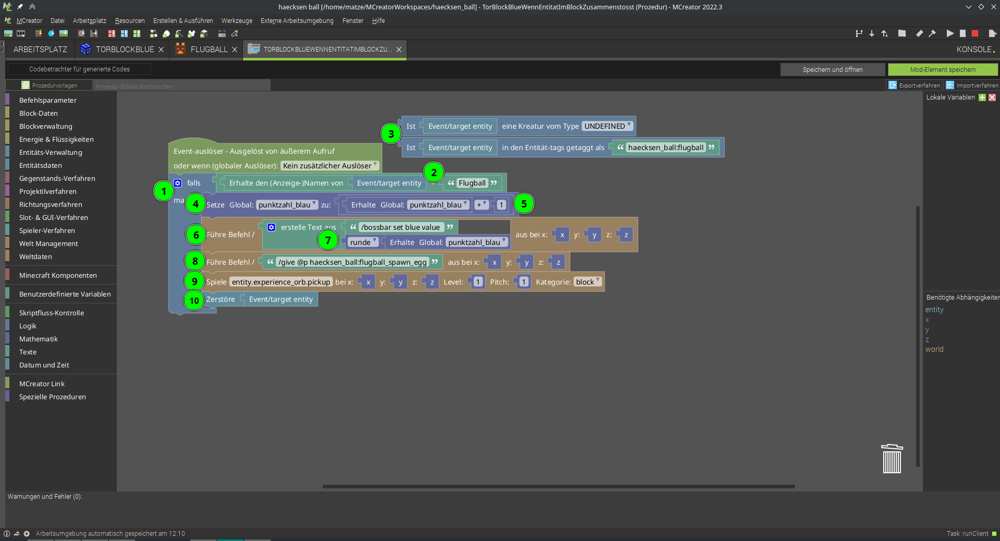 haecksen ball [/home/matze/MCreatorWorkspaces/haecksen_ball] - TorBlockBlueWennEntitatImBlockZusammenstosst (Prozedur) - MCreator 2022.3
MCreator Datei Arbeitsplatz Resourcen Erstellen & Ausführen Werkzeuge Externe Arbeitsumgebung Fenster Hilfe
ARBEITSPLATZ TORBLOCKBLUE FLUGBALL TORBLOCKBLUEWENNENTITATIMBLOCKZU... KONSOLE
Codebetrachter für generierte Codes Speichern und öffnen Mod-Element speichern
Prozedurvorlagen Prozedur-Blöcke durchsuchen Exportverfahren Importverfahren
Befehlsparameter
Block-Daten
Blockverwaltung
Energie & Flüssigkeiten
Entitäts-Verwaltung
Entitätsdaten
Gegenstands-Verfahren
Projektilverfahren
Richtungsverfahren
Slot- & GUI-Verfahren
Spieler-Verfahren
Welt Management
Weltdaten
Minecraft Komponenten
Benutzerdefinierte Variablen
Skriptfluss-Kontrolle
Logik
Mathematik
Texte
Datum und Zeit
MCreator Link
Spezielle Prozeduren
3
Ist Event/target entity eine Kreatur vom Type UNDEFINED
Ist Event/target entity in den Entität-tags getaggt als “ haecksen_ball:flugball ”
Event-auslöser - Ausgelöst von äußerem Aufruf
oder wenn (globaler Auslöser): Kein zusätzlicher Auslöser
2
1 falls Erhalte den (Anzeige-)Namen von Event/target entity “ Flugball ”
ma 4 Setze Global: punktzahl_blau zu: Erhalte Global: punktzahl_blau + 1 5
6 Führe Befehl / erstelle Text aus “ /bossbar set blue value ” aus bei x: x y: y z: z
7 runde Erhalte Global: punktzahl_blau
8 Führe Befehl / “ /give @p haecksen_ball:flugball_spawn_egg ” aus bei x: x y: y z: z
9 Spiele entity.experience_orb.pickup bei x: x y: y z: z Level: 1 Pitch: 1 Kategorie: block
10 Zerstöre Event/target entity
Lokale Variablen
Benötigte Abhängigkeiten
entity
x
y
z
world
Warnungen und Fehler (0):
Arbeitsumgebung automatisch gespeichert am 12:10 Task :runClient